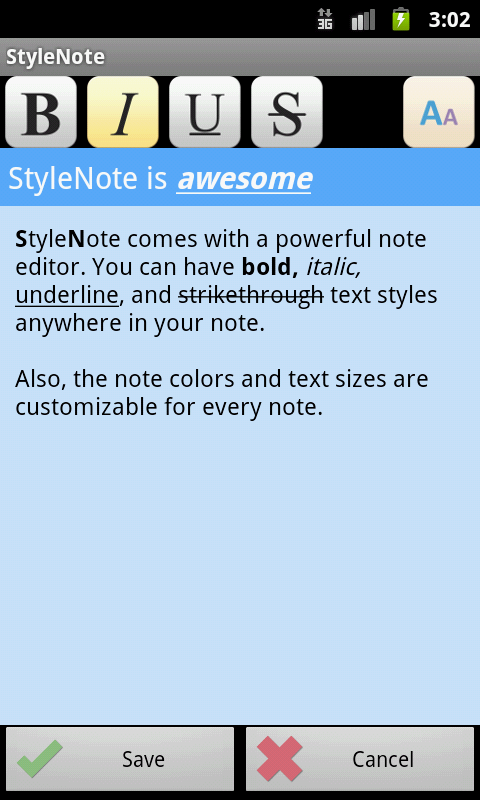 3G 3:02
StyleNote
B I U S AA
StyleNote is awesome
StyleNote comes with a powerful note
editor. You can have bold, italic,
underline, and strikethrough text styles
anywhere in your note.
Also, the note colors and text sizes are
customizable for every note.
Save Cancel